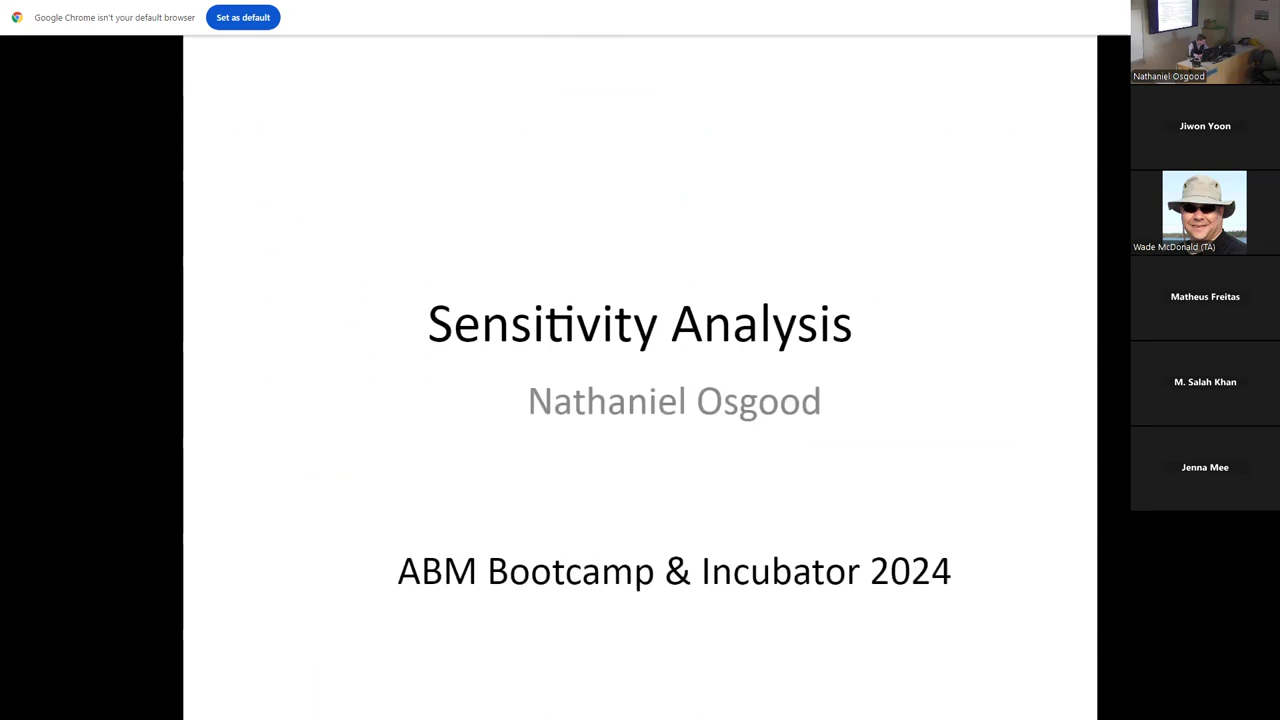 Google Chrome isn't your default browser
Set as default
Nathaniel Osgood
Jiwon Yoon
Wade McDonald (TA)
Matheus Freitas
M. Salah Khan
Jenna Mee
Sensitivity Analysis
Nathaniel Osgood
ABM Bootcamp & Incubator 2024